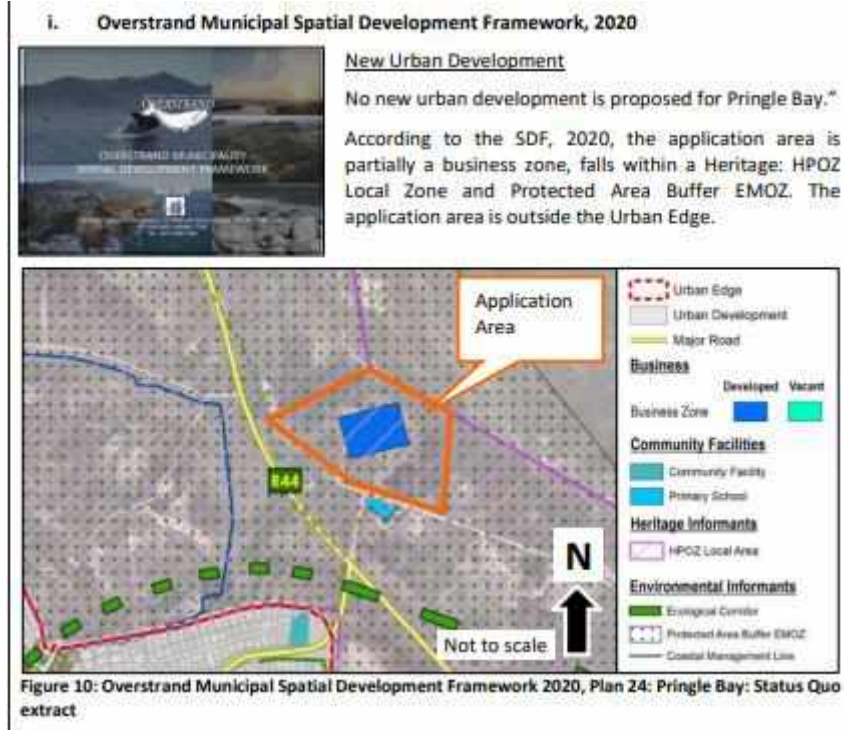 i. Overstrand Municipal Spatial Development Framework, 2020
OVERSTRAND MUNICIPALITY
SPATIAL DEVELOPMENT FRAMEWORK
New Urban Development
No new urban development is proposed for Pringle Bay.”
According to the SDF, 2020, the application area is
partially a business zone, falls within a Heritage: HPOZ
Local Zone and Protected Area Buffer EMOZ. The
application area is outside the Urban Edge.
Application
Area
R44
N
Not to scale
Urban Edge
Urban Development
Major Road
Business
Developed Vacant
Business Zone
Community Facilities
Community Facility
Primary School
Heritage Informants
HPOZ Local Area
Environmental Informants
Ecological Corridor
Protected Area Buffer EMOZ
Coastal Management Line
Figure 10: Overstrand Municipal Spatial Development Framework 2020, Plan 24: Pringle Bay: Status Quo
extract